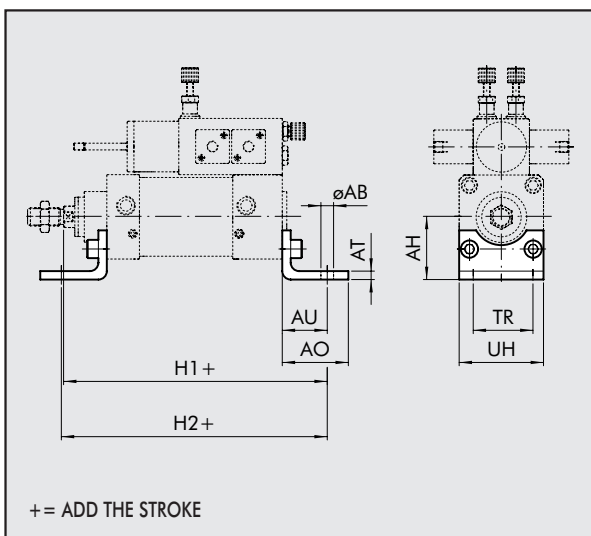 øAB
AT
AH
AU
AO
TR
UH
H1+
H2+
+= ADD THE STROKE